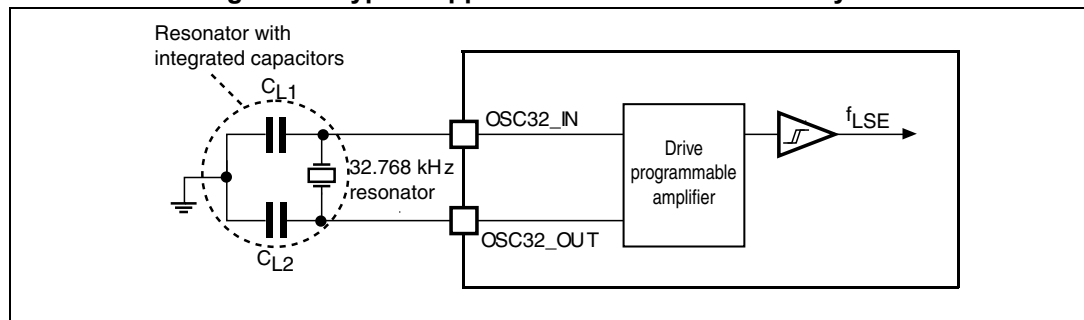 Resonator with
integrated capacitors
CL1
OSC32_IN
fLSE
32.768 kHz
resonator
Drive
programmable
amplifier
OSC32_OUT
CL2